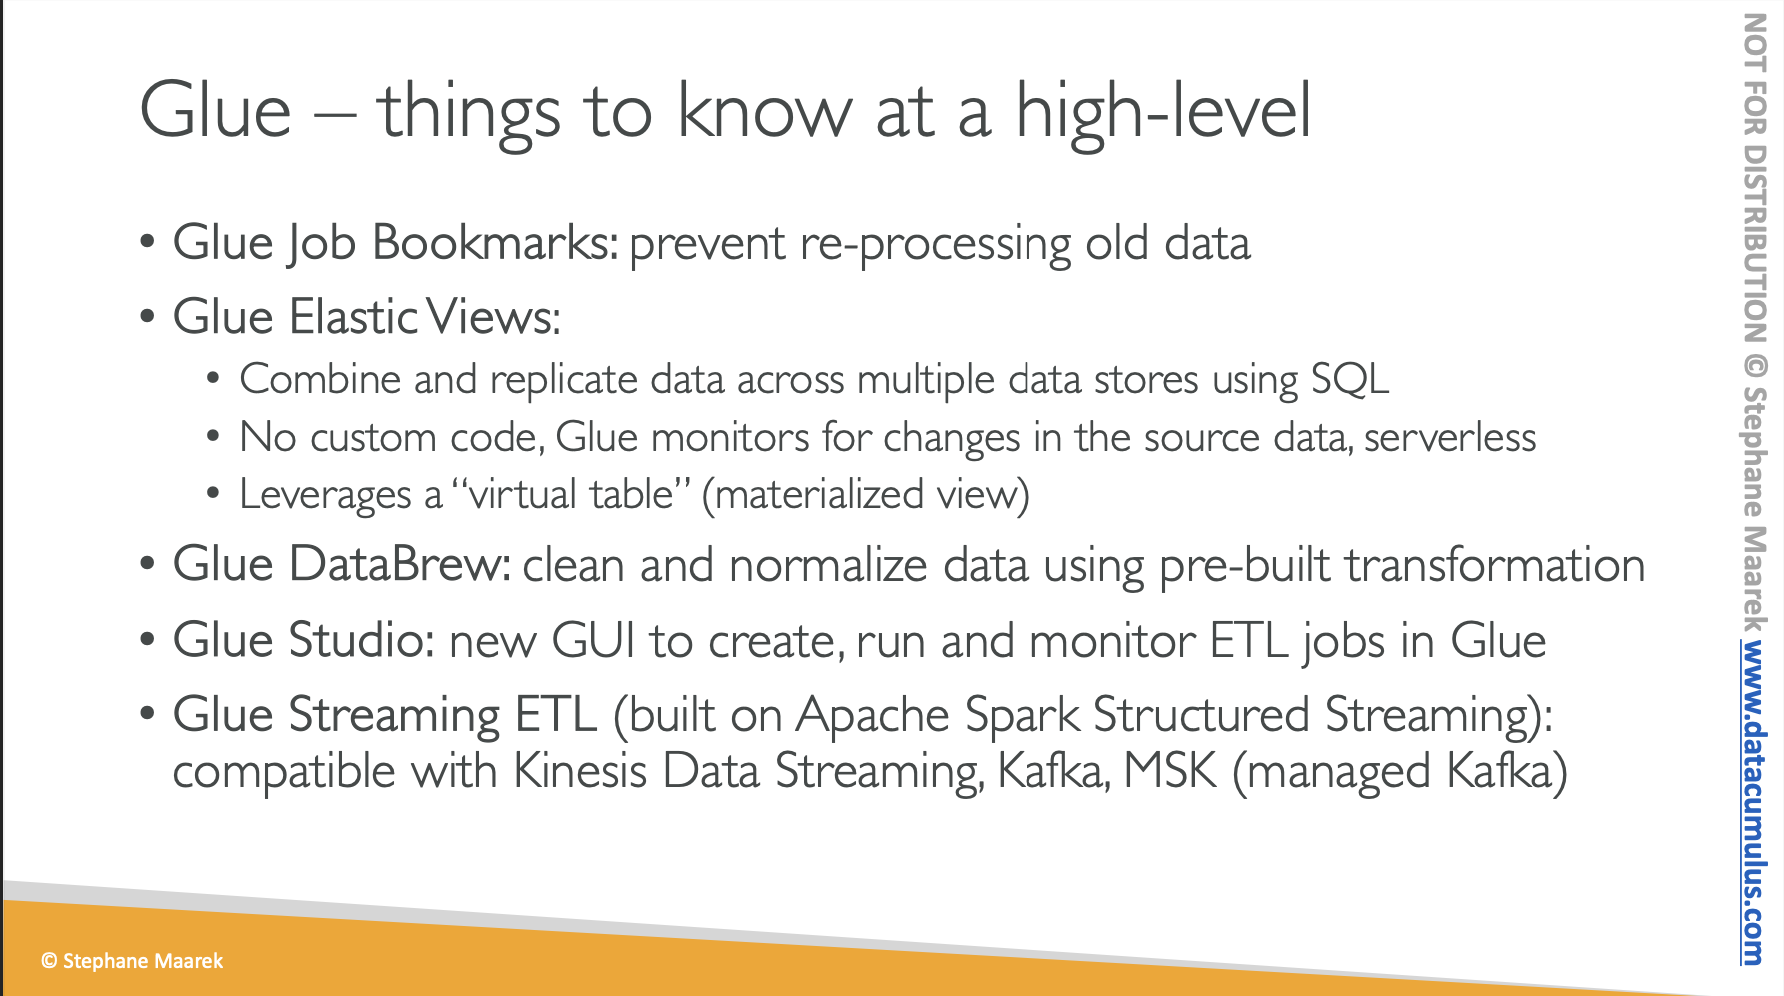 Glue – things to know at a high-level
• Glue Job Bookmarks: prevent re-processing old data
• Glue Elastic Views:
• Combine and replicate data across multiple data stores using SQL
• No custom code, Glue monitors for changes in the source data, serverless
• Leverages a “virtual table” (materialized view)
• Glue DataBrew: clean and normalize data using pre-built transformation
• Glue Studio: new GUI to create, run and monitor ETL jobs in Glue
• Glue Streaming ETL (built on Apache Spark Structured Streaming):
compatible with Kinesis Data Streaming, Kafka, MSK (managed Kafka)
© Stephane Maarek
NOT FOR DISTRIBUTION © Stephane Maarek www.datacumulus.com